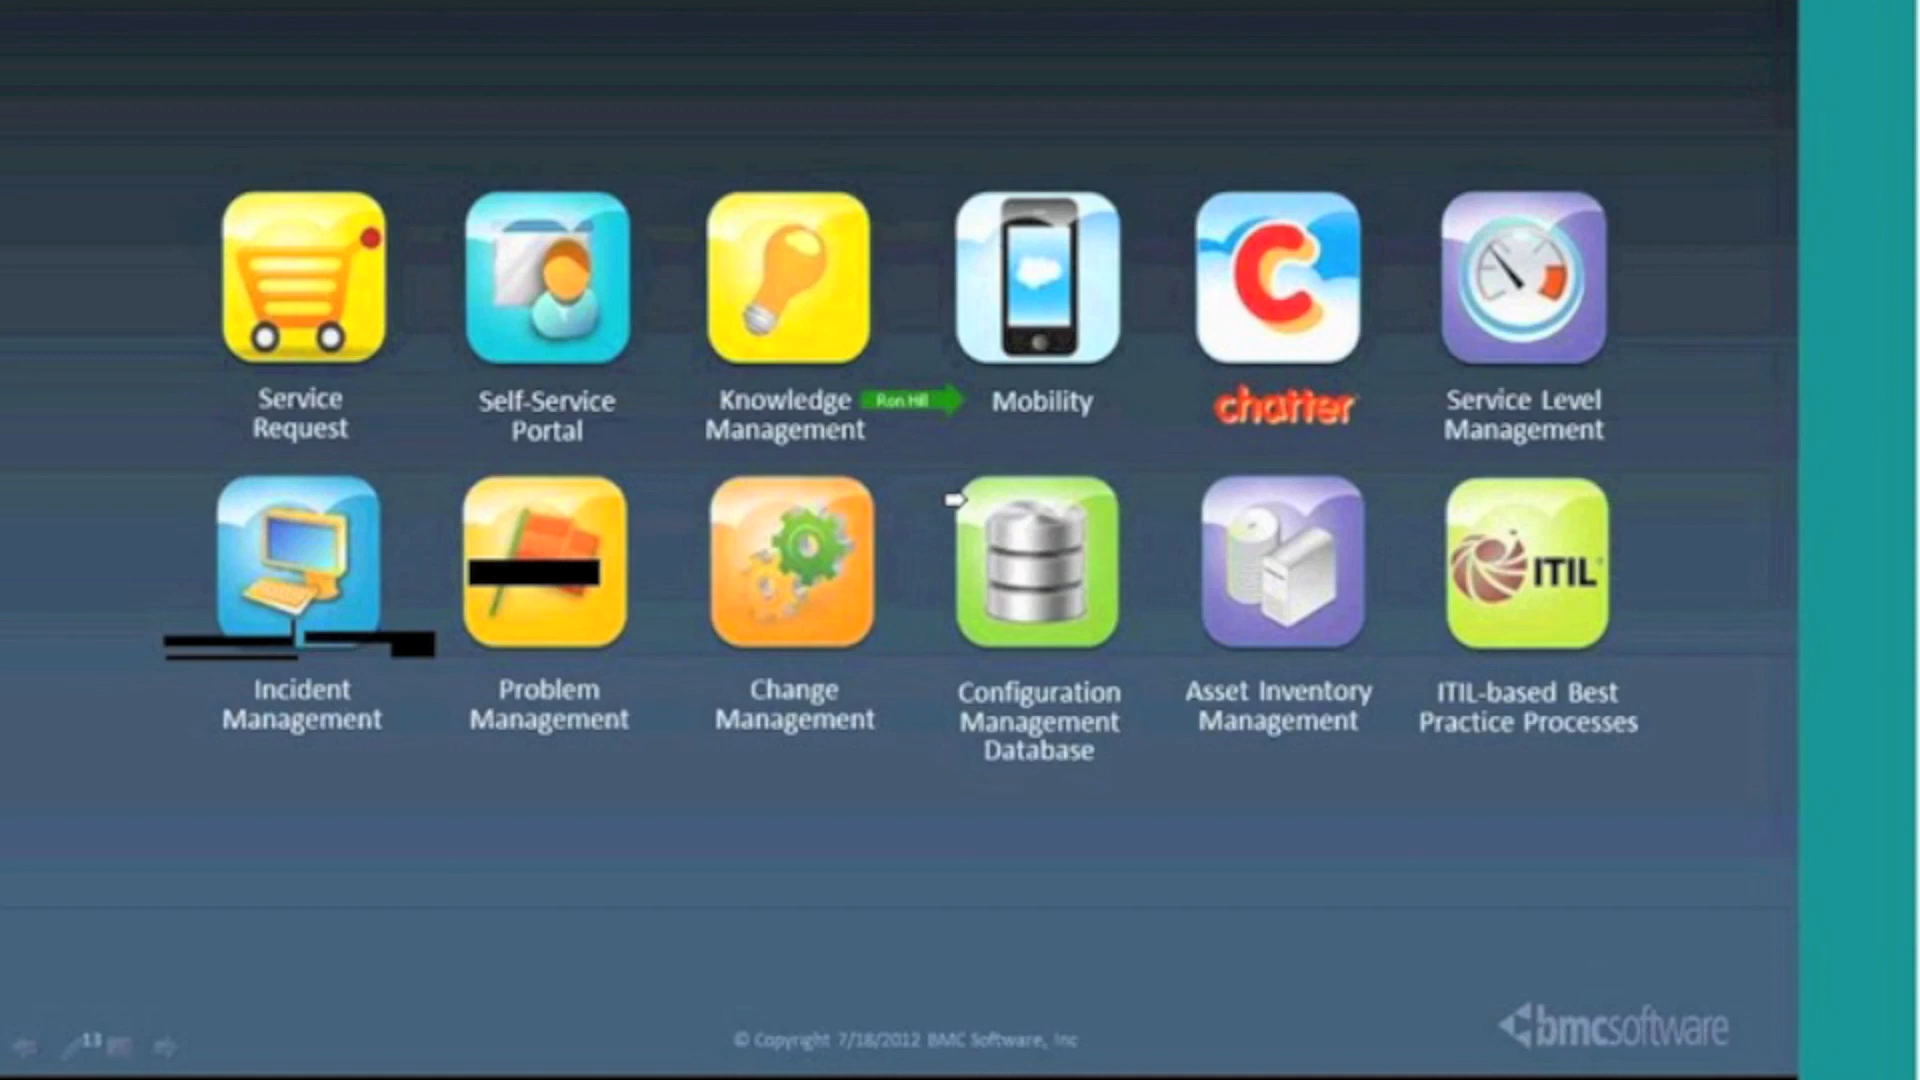 Service
Request
Self-Service
Portal
Knowledge
Management
Ron Hill
Mobility
C
chatter
Service Level
Management
ITIL
Incident
Management
Problem
Management
Change
Management
Configuration
Management
Database
Asset Inventory
Management
ITIL-based Best
Practice Processes
13
© Copyright 7/18/2012 BMC Software, Inc
bmcsoftware